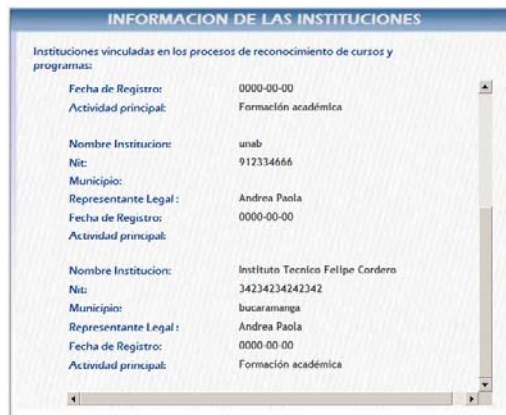 INFORMACION DE LAS INSTITUCIONES
Instituciones vinculadas en los procesos de reconocimiento de cursos y
programas:
Fecha de Registro: 0000-00-00
Actividad principal: Formación académica
Nombre Institucion: unab
Nit: 912334666
Municipio:
Representante Legal : Andrea Paola
Fecha de Registro: 0000-00-00
Actividad principal:
Nombre Institucion: Instituto Tecnico Felipe Cordero
Nit: 34234234242342
Municipio: bucaramanga
Representante Legal : Andrea Paola
Fecha de Registro: 0000-00-00
Actividad principal: Formación académica